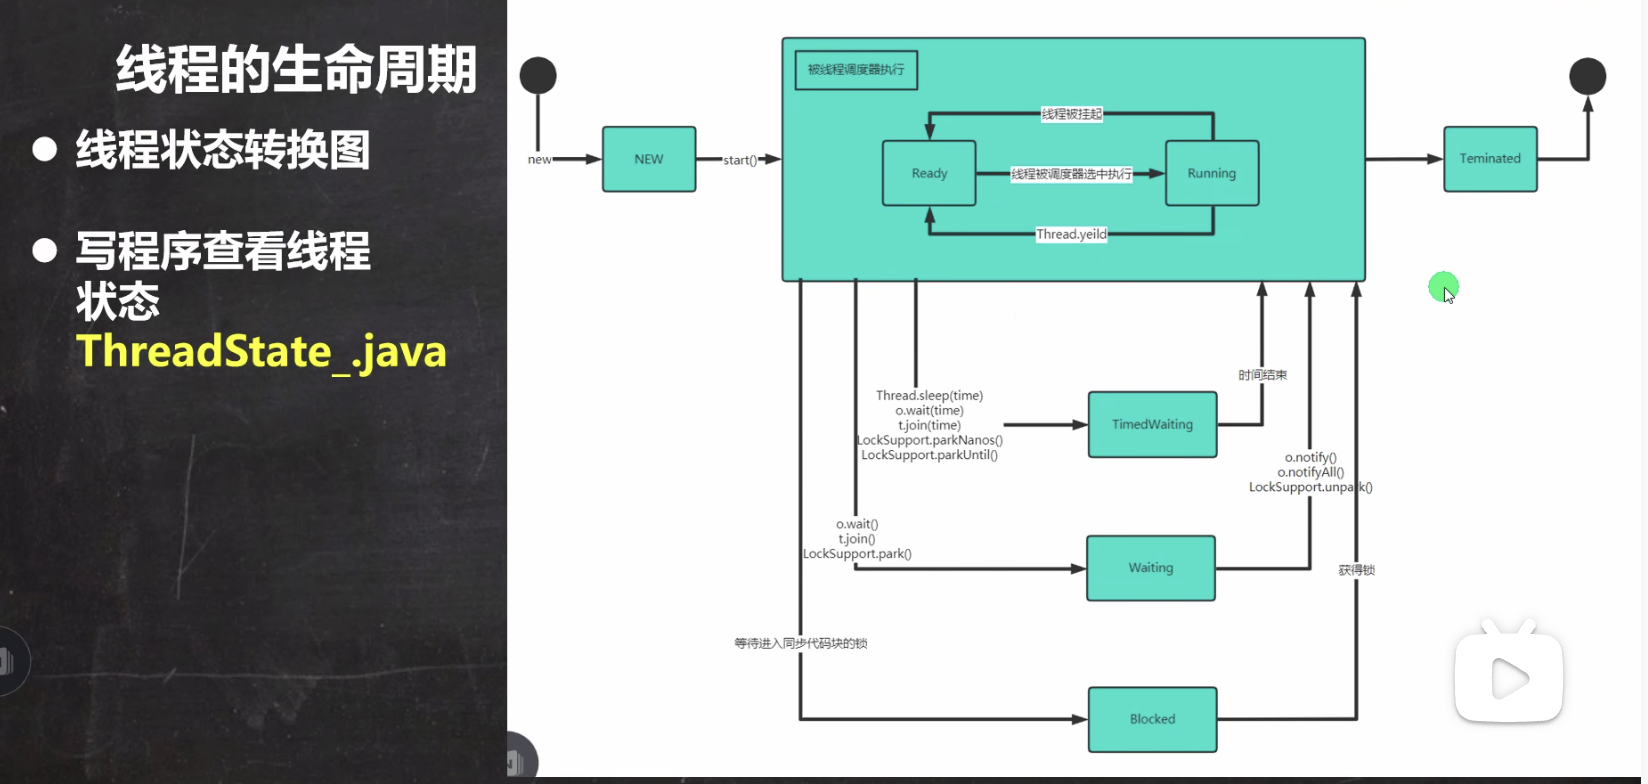 线程的生命周期
线程状态转换图
写程序查看线程
状态
ThreadState_.java
被线程调度器执行
线程被挂起
new
NEW
start()
Ready
线程被调度器选中执行
Running
Thread.yeild
Teminated
Thread.sleep(time)
o.wait(time)
t.join(time)
LockSupport.parkNanos()
LockSupport.parkUntil()
TimedWaiting
时间结束
o.notify()
o.notifyAll()
LockSupport.unpark()
o.wait()
t.join()
LockSupport.park()
Waiting
获得锁
等待进入同步代码块的锁
Blocked